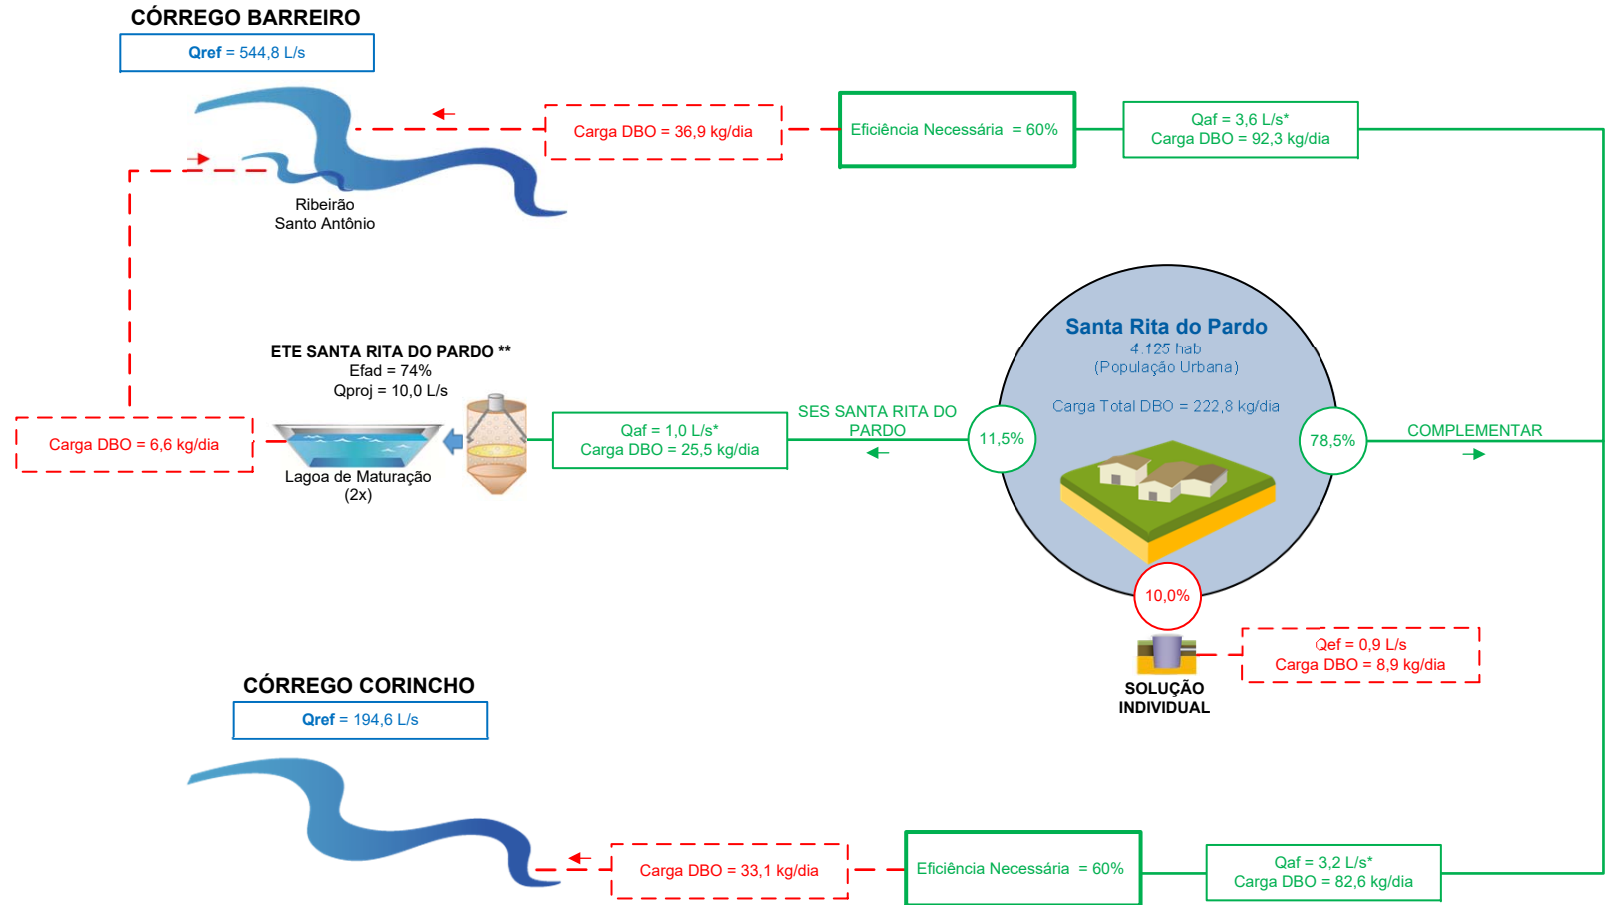 CÓRREGO BARREIRO
Qref = 544,8 L/s
Carga DBO = 36,9 kg/dia
Eficiência Necessária = 60%
Qaf = 3,6 L/s*
Carga DBO = 92,3 kg/dia
Ribeirão
Santo Antônio
ETE SANTA RITA DO PARDO **
Efad = 74%
Qproj = 10,0 L/s
Carga DBO = 6,6 kg/dia
Lagoa de Maturação
(2x)
Qaf = 1,0 L/s*
Carga DBO = 25,5 kg/dia
SES SANTA RITA DO
PARDO
11,5%
Santa Rita do Pardo
4.125 hab
(População Urbana)
Carga Total DBO = 222,8 kg/dia
78,5%
COMPLEMENTAR
10,0%
SOLUÇÃO
INDIVIDUAL
Qef = 0,9 L/s
Carga DBO = 8,9 kg/dia
CÓRREGO CORINCHO
Qref = 194,6 L/s
Carga DBO = 33,1 kg/dia
Eficiência Necessária = 60%
Qaf = 3,2 L/s*
Carga DBO = 82,6 kg/dia